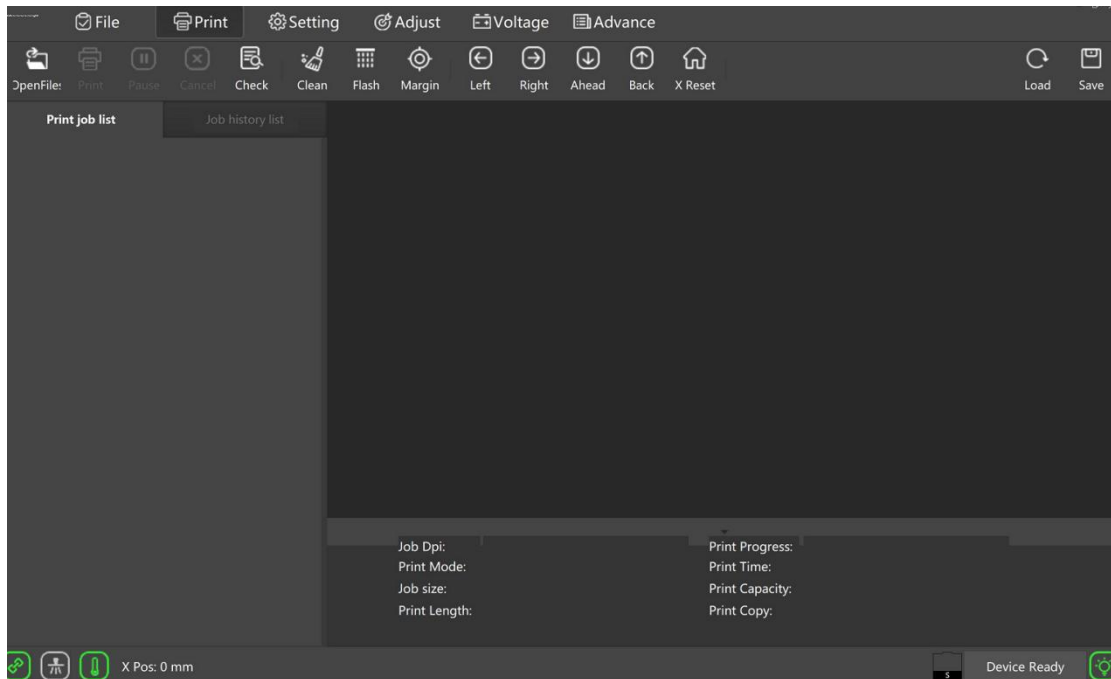 File Print Setting Adjust Voltage Advance
OpenFile: Print Pause Cancel Check Clean Flash Margin Left Right Ahead Back X Reset Load Save
Print job list Job history list
Job Dpi: Print Progress:
Print Mode: Print Time:
Job size: Print Capacity:
Print Length: Print Copy:
X Pos: 0 mm S Device Ready